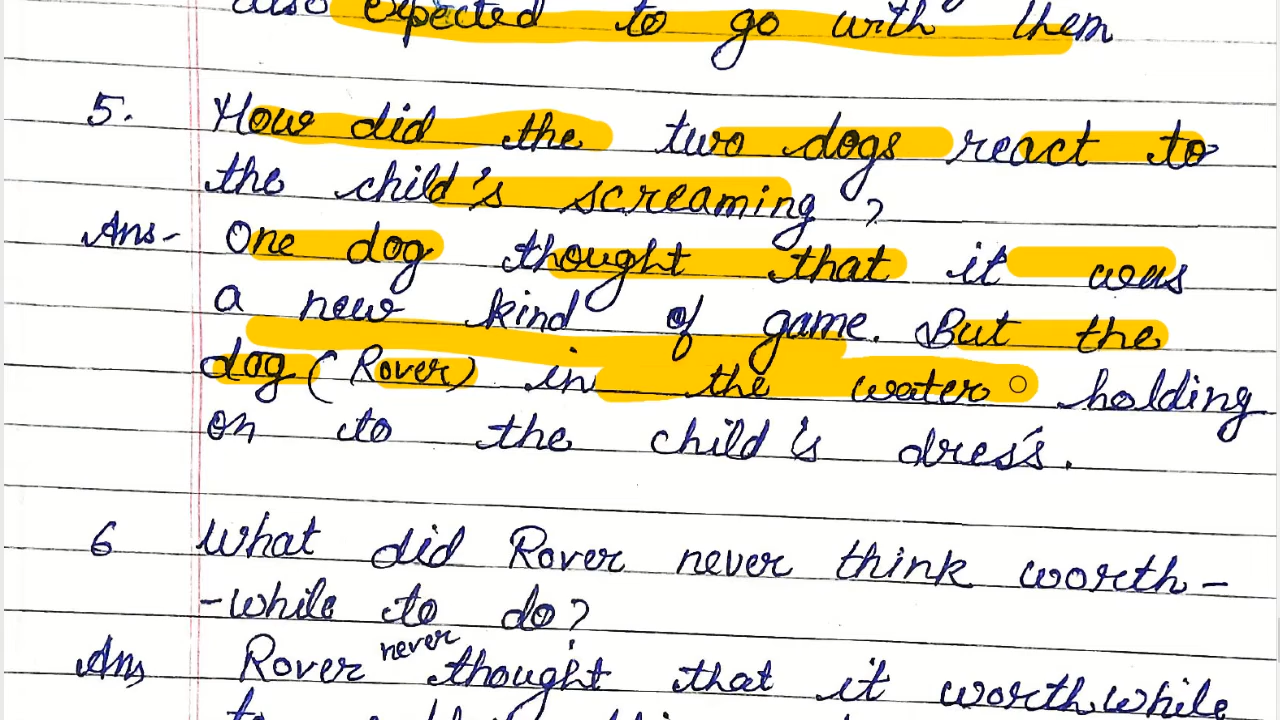 also expected to go with them
5. How did the two dogs react to
the child's screaming ?
Ans- One dog thought that it was
a new kind of game. But the
dog (Rover) in the water holding
on to the child's dress.
6 What did Rover never think worth-
-while to do?
Ans Rover never thought that it worthwhile
to